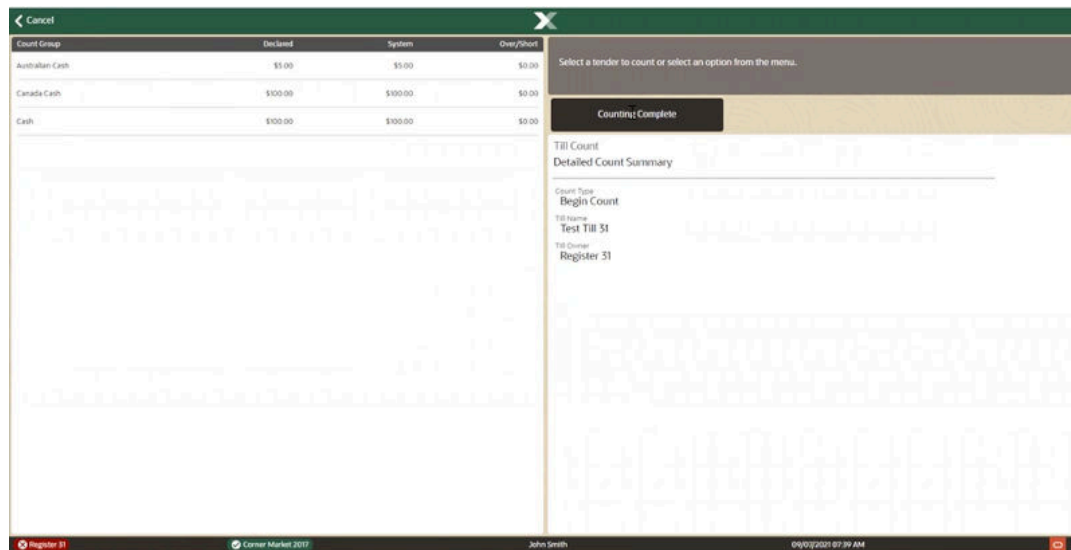 Cancel
Count Group Declared System Over/Short
Australian Cash $5.00 $5.00 $0.00
Canada Cash $100.00 $100.00 $0.00
Cash $100.00 $100.00 $0.00
Select a tender to count or select an option from the menu.
Counting Complete
Till Count
Detailed Count Summary
Count Type
Begin Count
Till Name
Test Till 31
Till Owner
Register 31
Register 31 Corner Market 2017 John Smith 09/07/2021 07:39 AM